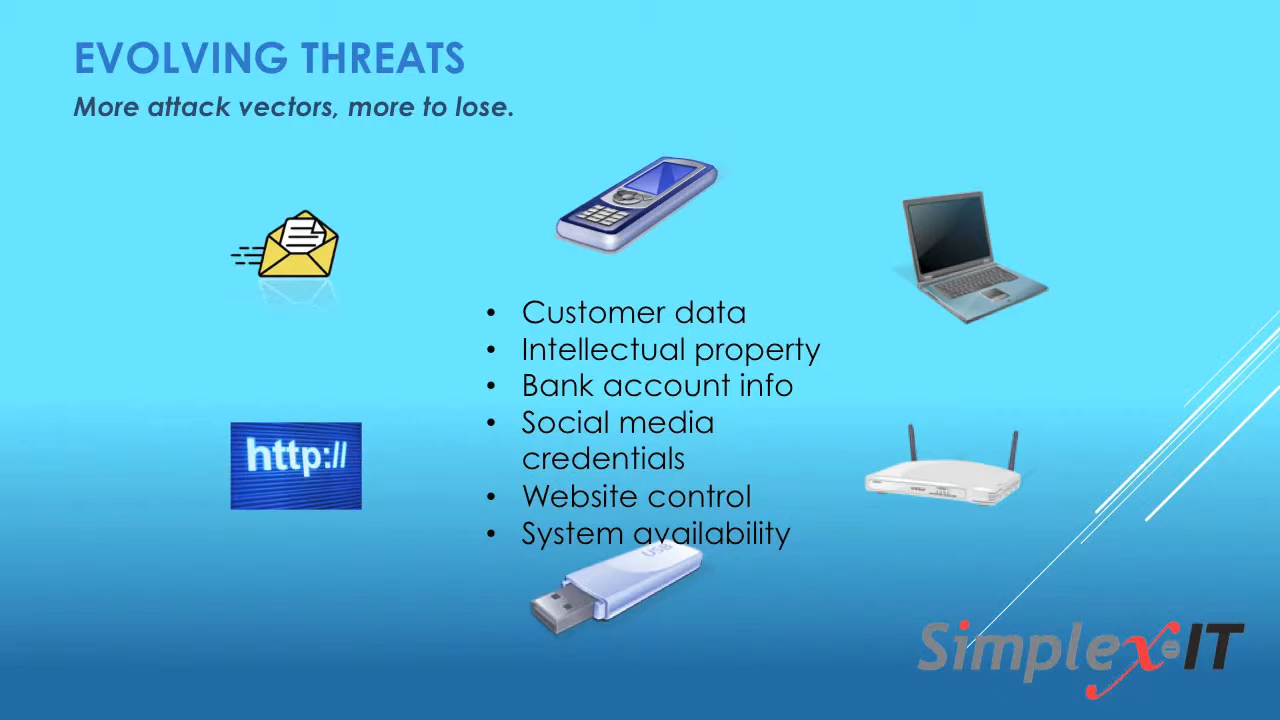 EVOLVING THREATS
More attack vectors, more to lose.
• Customer data
• Intellectual property
• Bank account info
• Social media
credentials
http://
• Website control
• System availability
USB
Simplex-IT